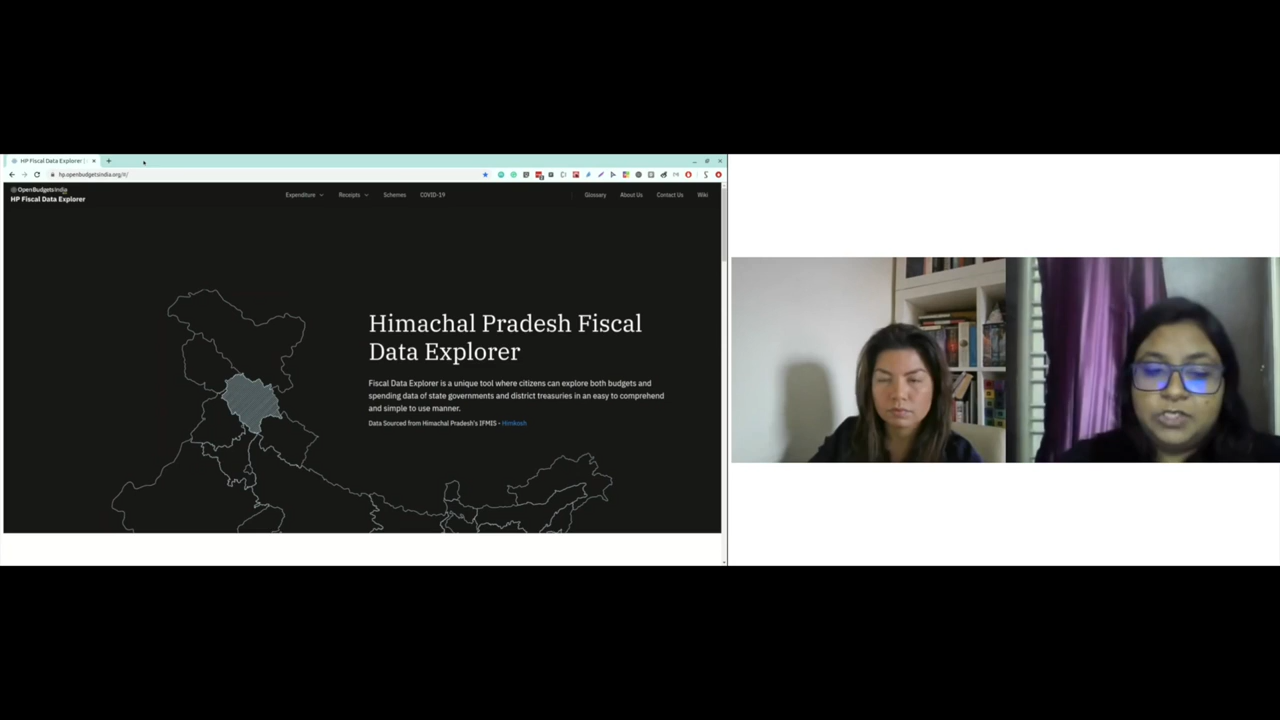 HP Fiscal Data Explorer |
hp.openbudgetsindia.org/#/
OpenBudgetsIndia
HP Fiscal Data Explorer
Expenditure
Receipts
Schemes
COVID-19
Glossary
About Us
Contact Us
Wiki
Himachal Pradesh Fiscal
Data Explorer
Fiscal Data Explorer is a unique tool where citizens can explore both budgets and
spending data of state governments and district treasuries in an easy to comprehend
and simple to use manner.
Data Sourced from Himachal Pradesh's IFMIS - Himkosh